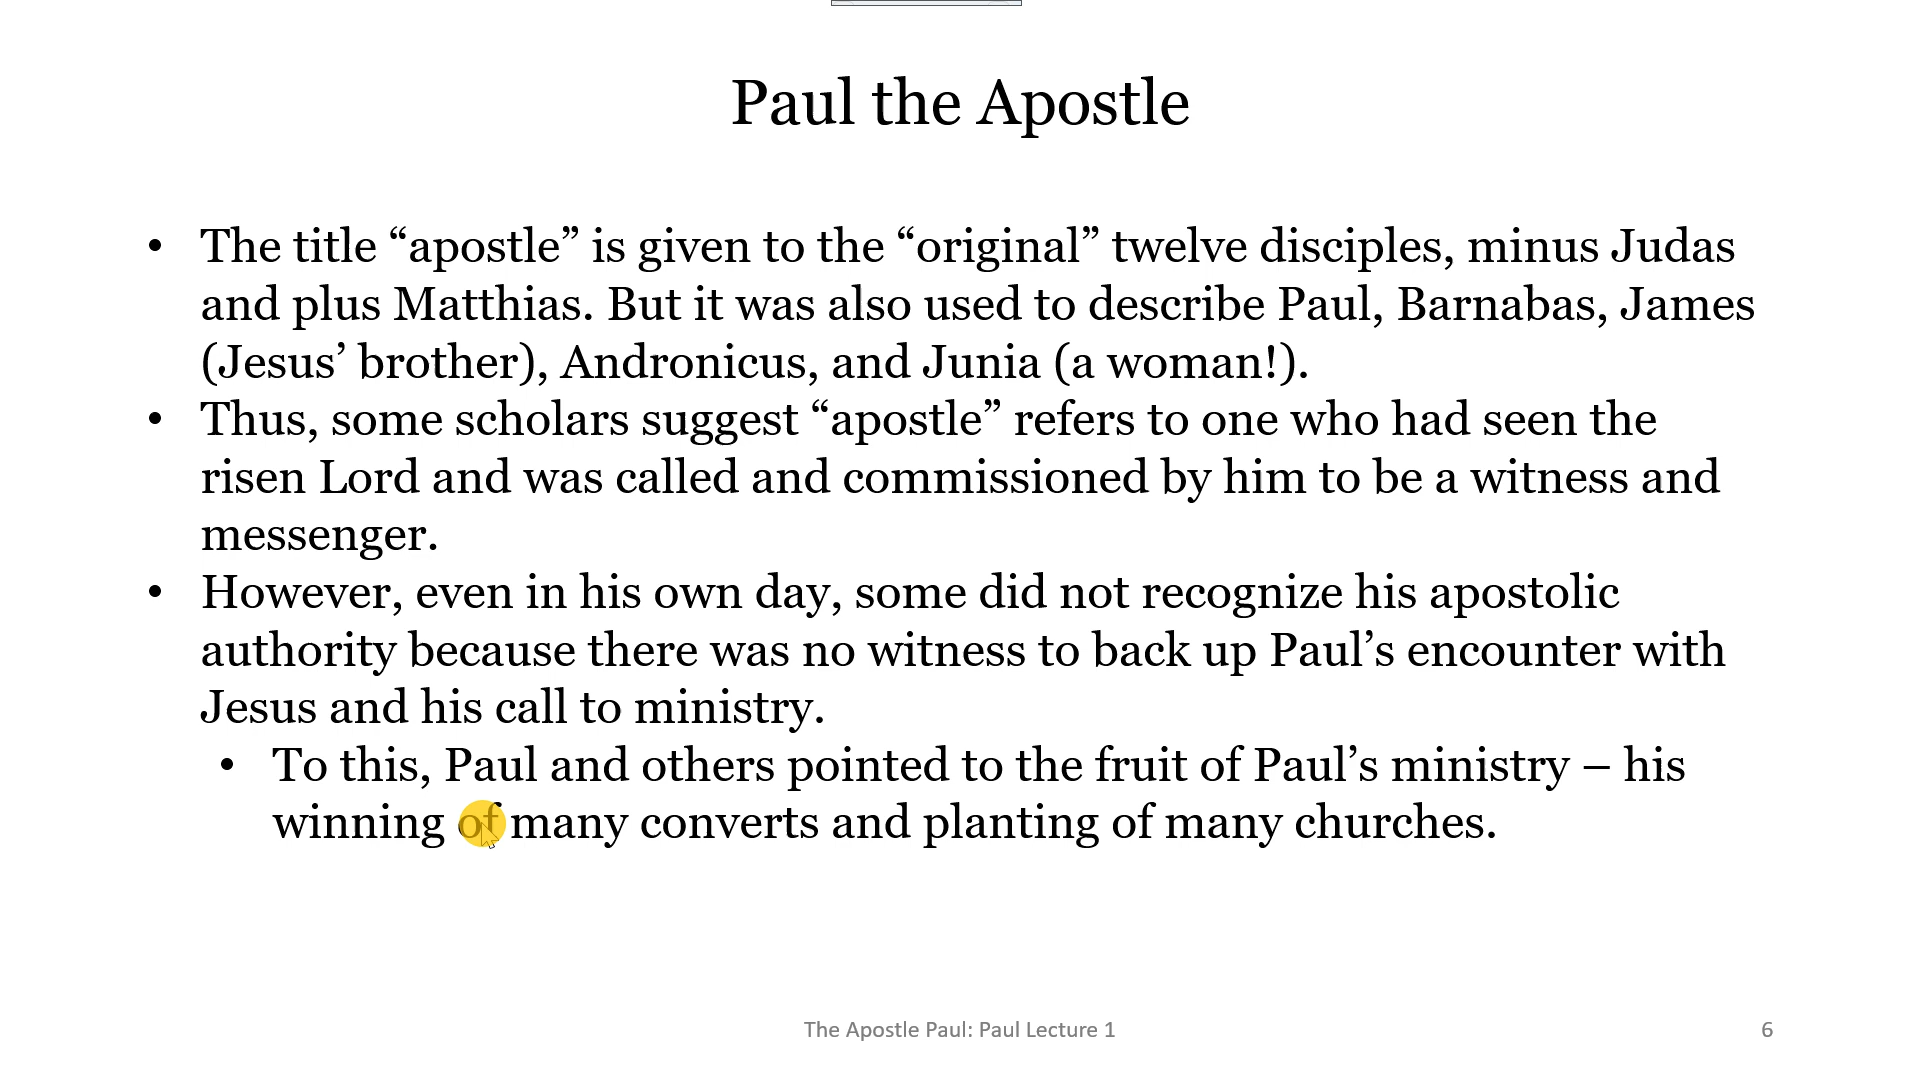 Paul the Apostle
• The title “apostle” is given to the “original” twelve disciples, minus Judas
and plus Matthias. But it was also used to describe Paul, Barnabas, James
(Jesus’ brother), Andronicus, and Junia (a woman!).
• Thus, some scholars suggest “apostle” refers to one who had seen the
risen Lord and was called and commissioned by him to be a witness and
messenger.
• However, even in his own day, some did not recognize his apostolic
authority because there was no witness to back up Paul’s encounter with
Jesus and his call to ministry.
• To this, Paul and others pointed to the fruit of Paul’s ministry – his
winning of many converts and planting of many churches.
The Apostle Paul: Paul Lecture 1
6